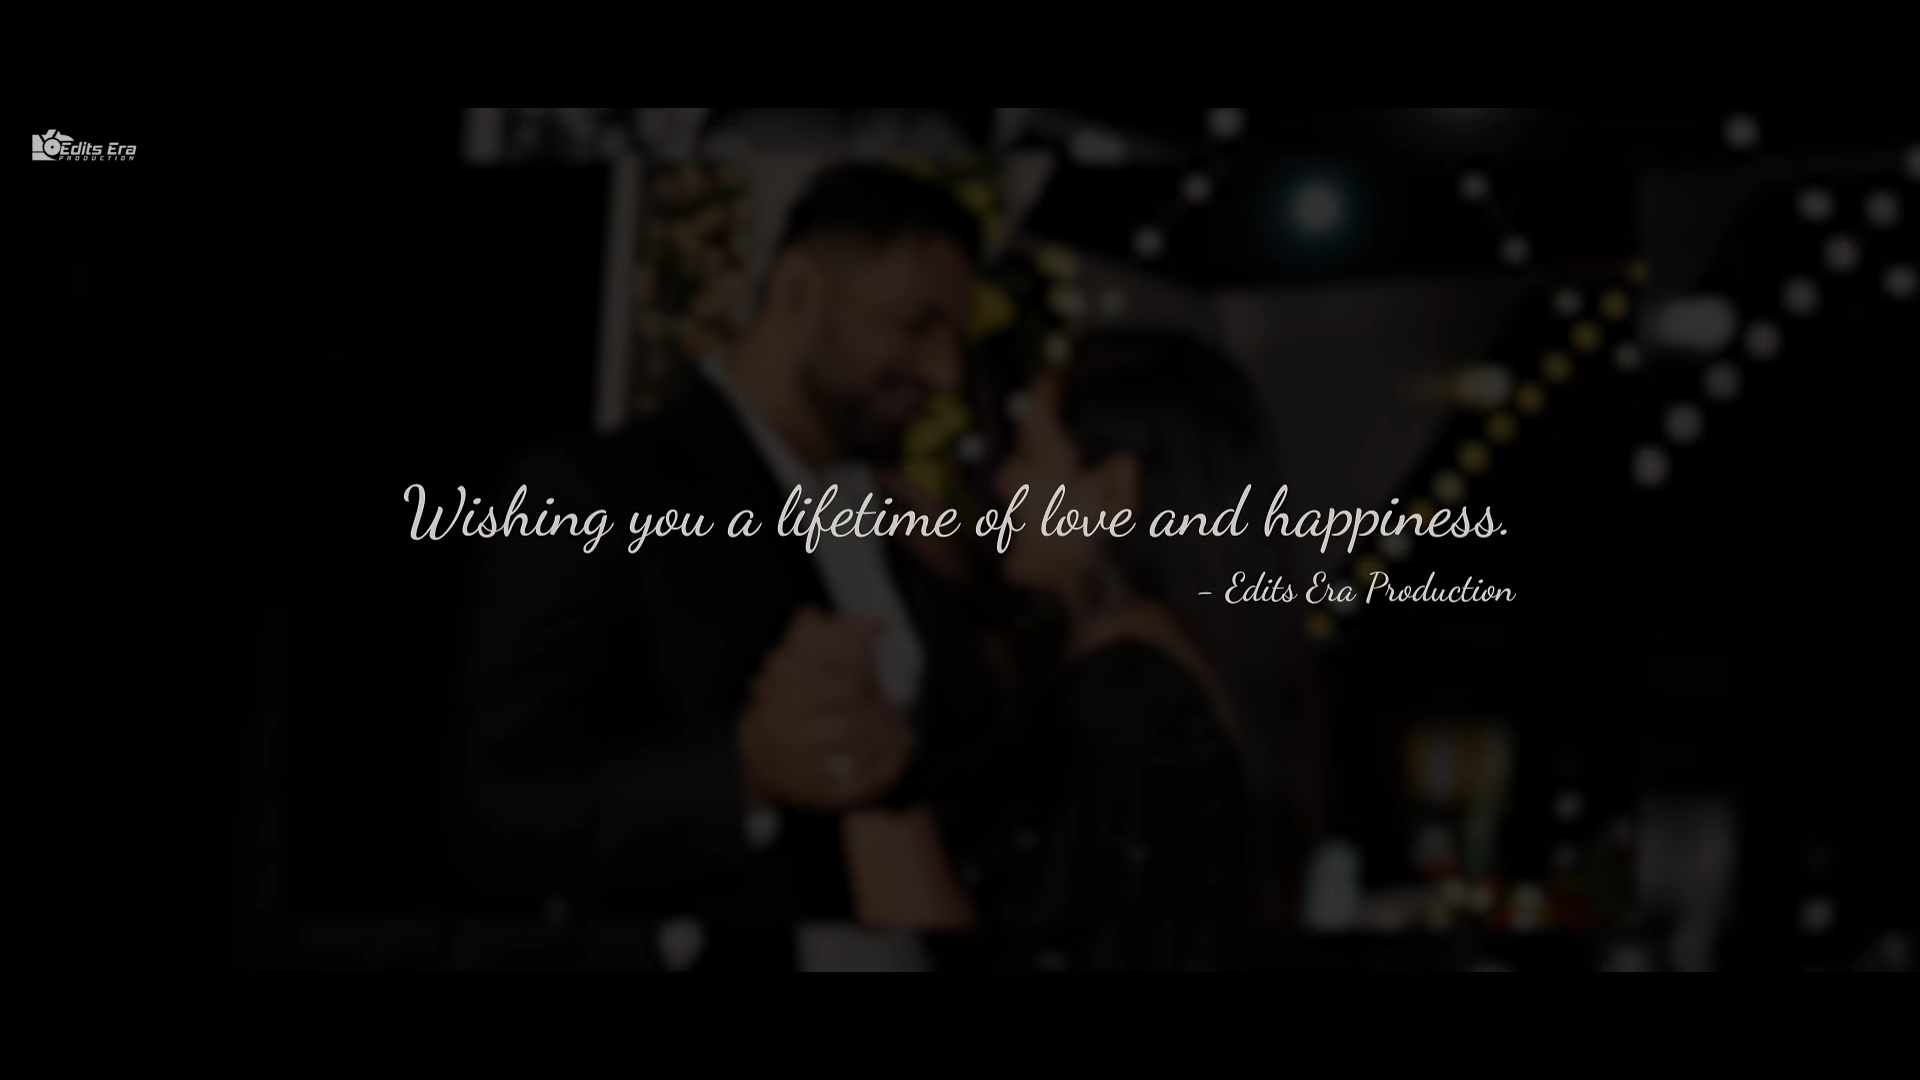 Edits Era
PRODUCTION
Wishing you a lifetime of love and happiness.
- Edits Era Production